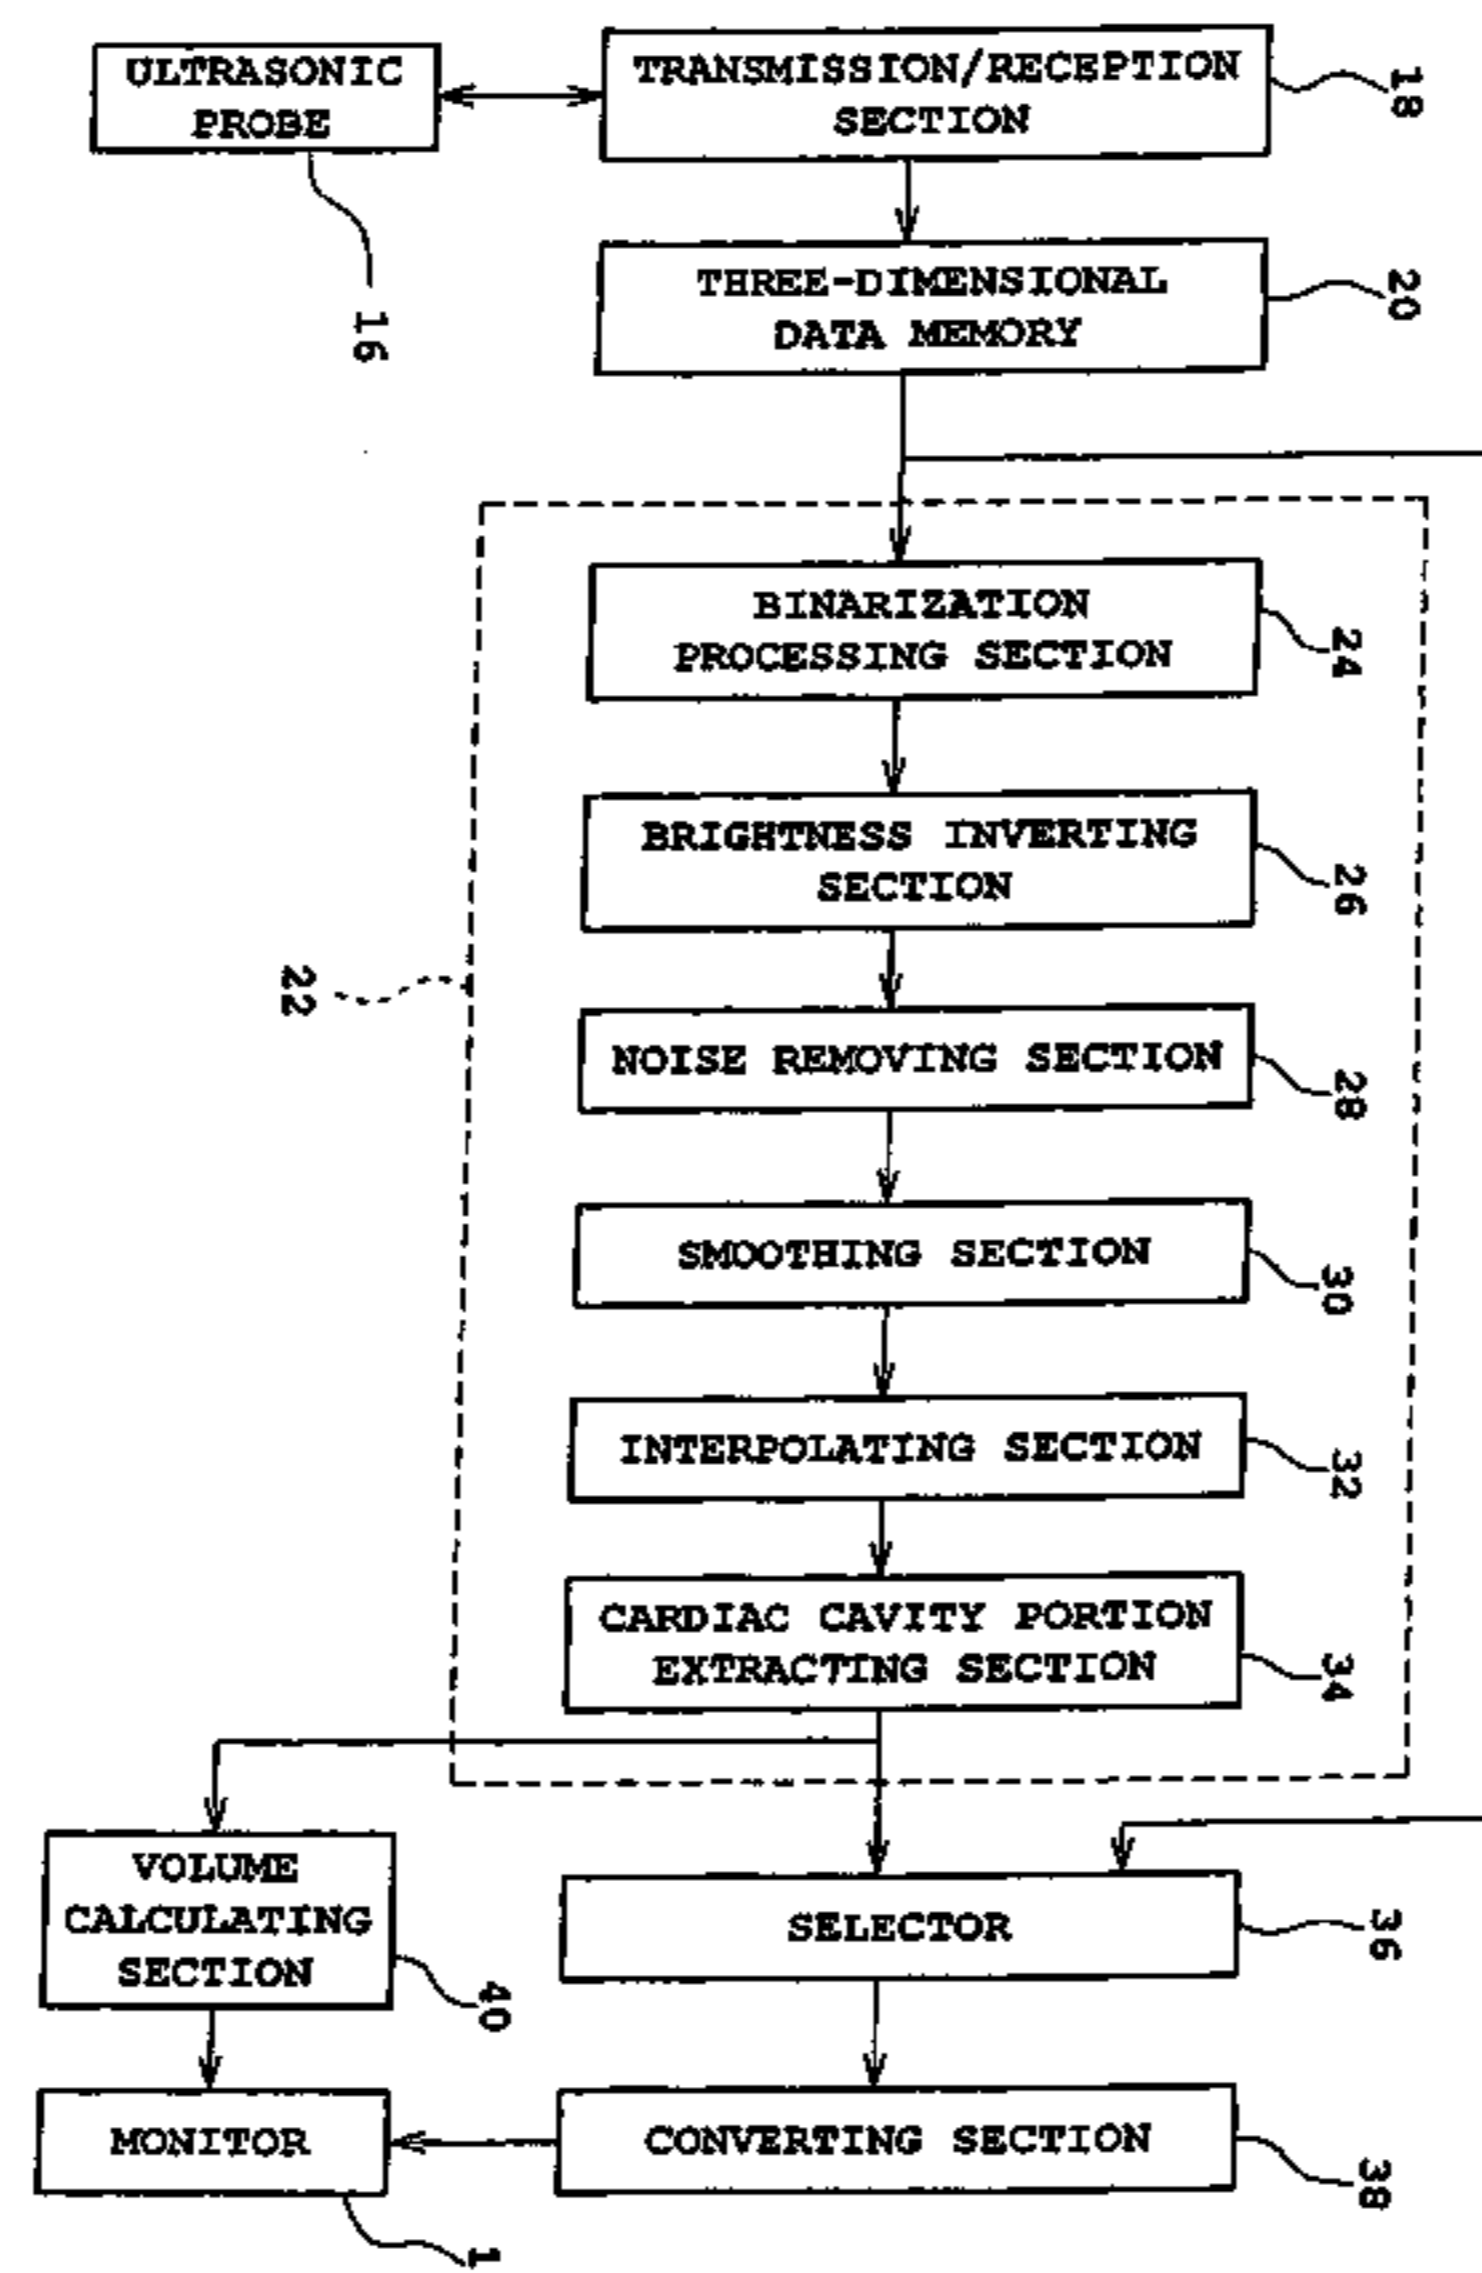 ULTRASONIC
PROBE
16
TRANSMISSION/RECEPTION
SECTION
18
THREE-DIMENSIONAL
DATA MEMORY
20
22
BINARIZATION
PROCESSING SECTION
24
BRIGHTNESS INVERTING
SECTION
26
NOISE REMOVING SECTION
28
SMOOTHING SECTION
30
INTERPOLATING SECTION
32
CARDIAC CAVITY PORTION
EXTRACTING SECTION
34
VOLUME
CALCULATING
SECTION
40
SELECTOR
36
MONITOR
1
CONVERTING SECTION
38